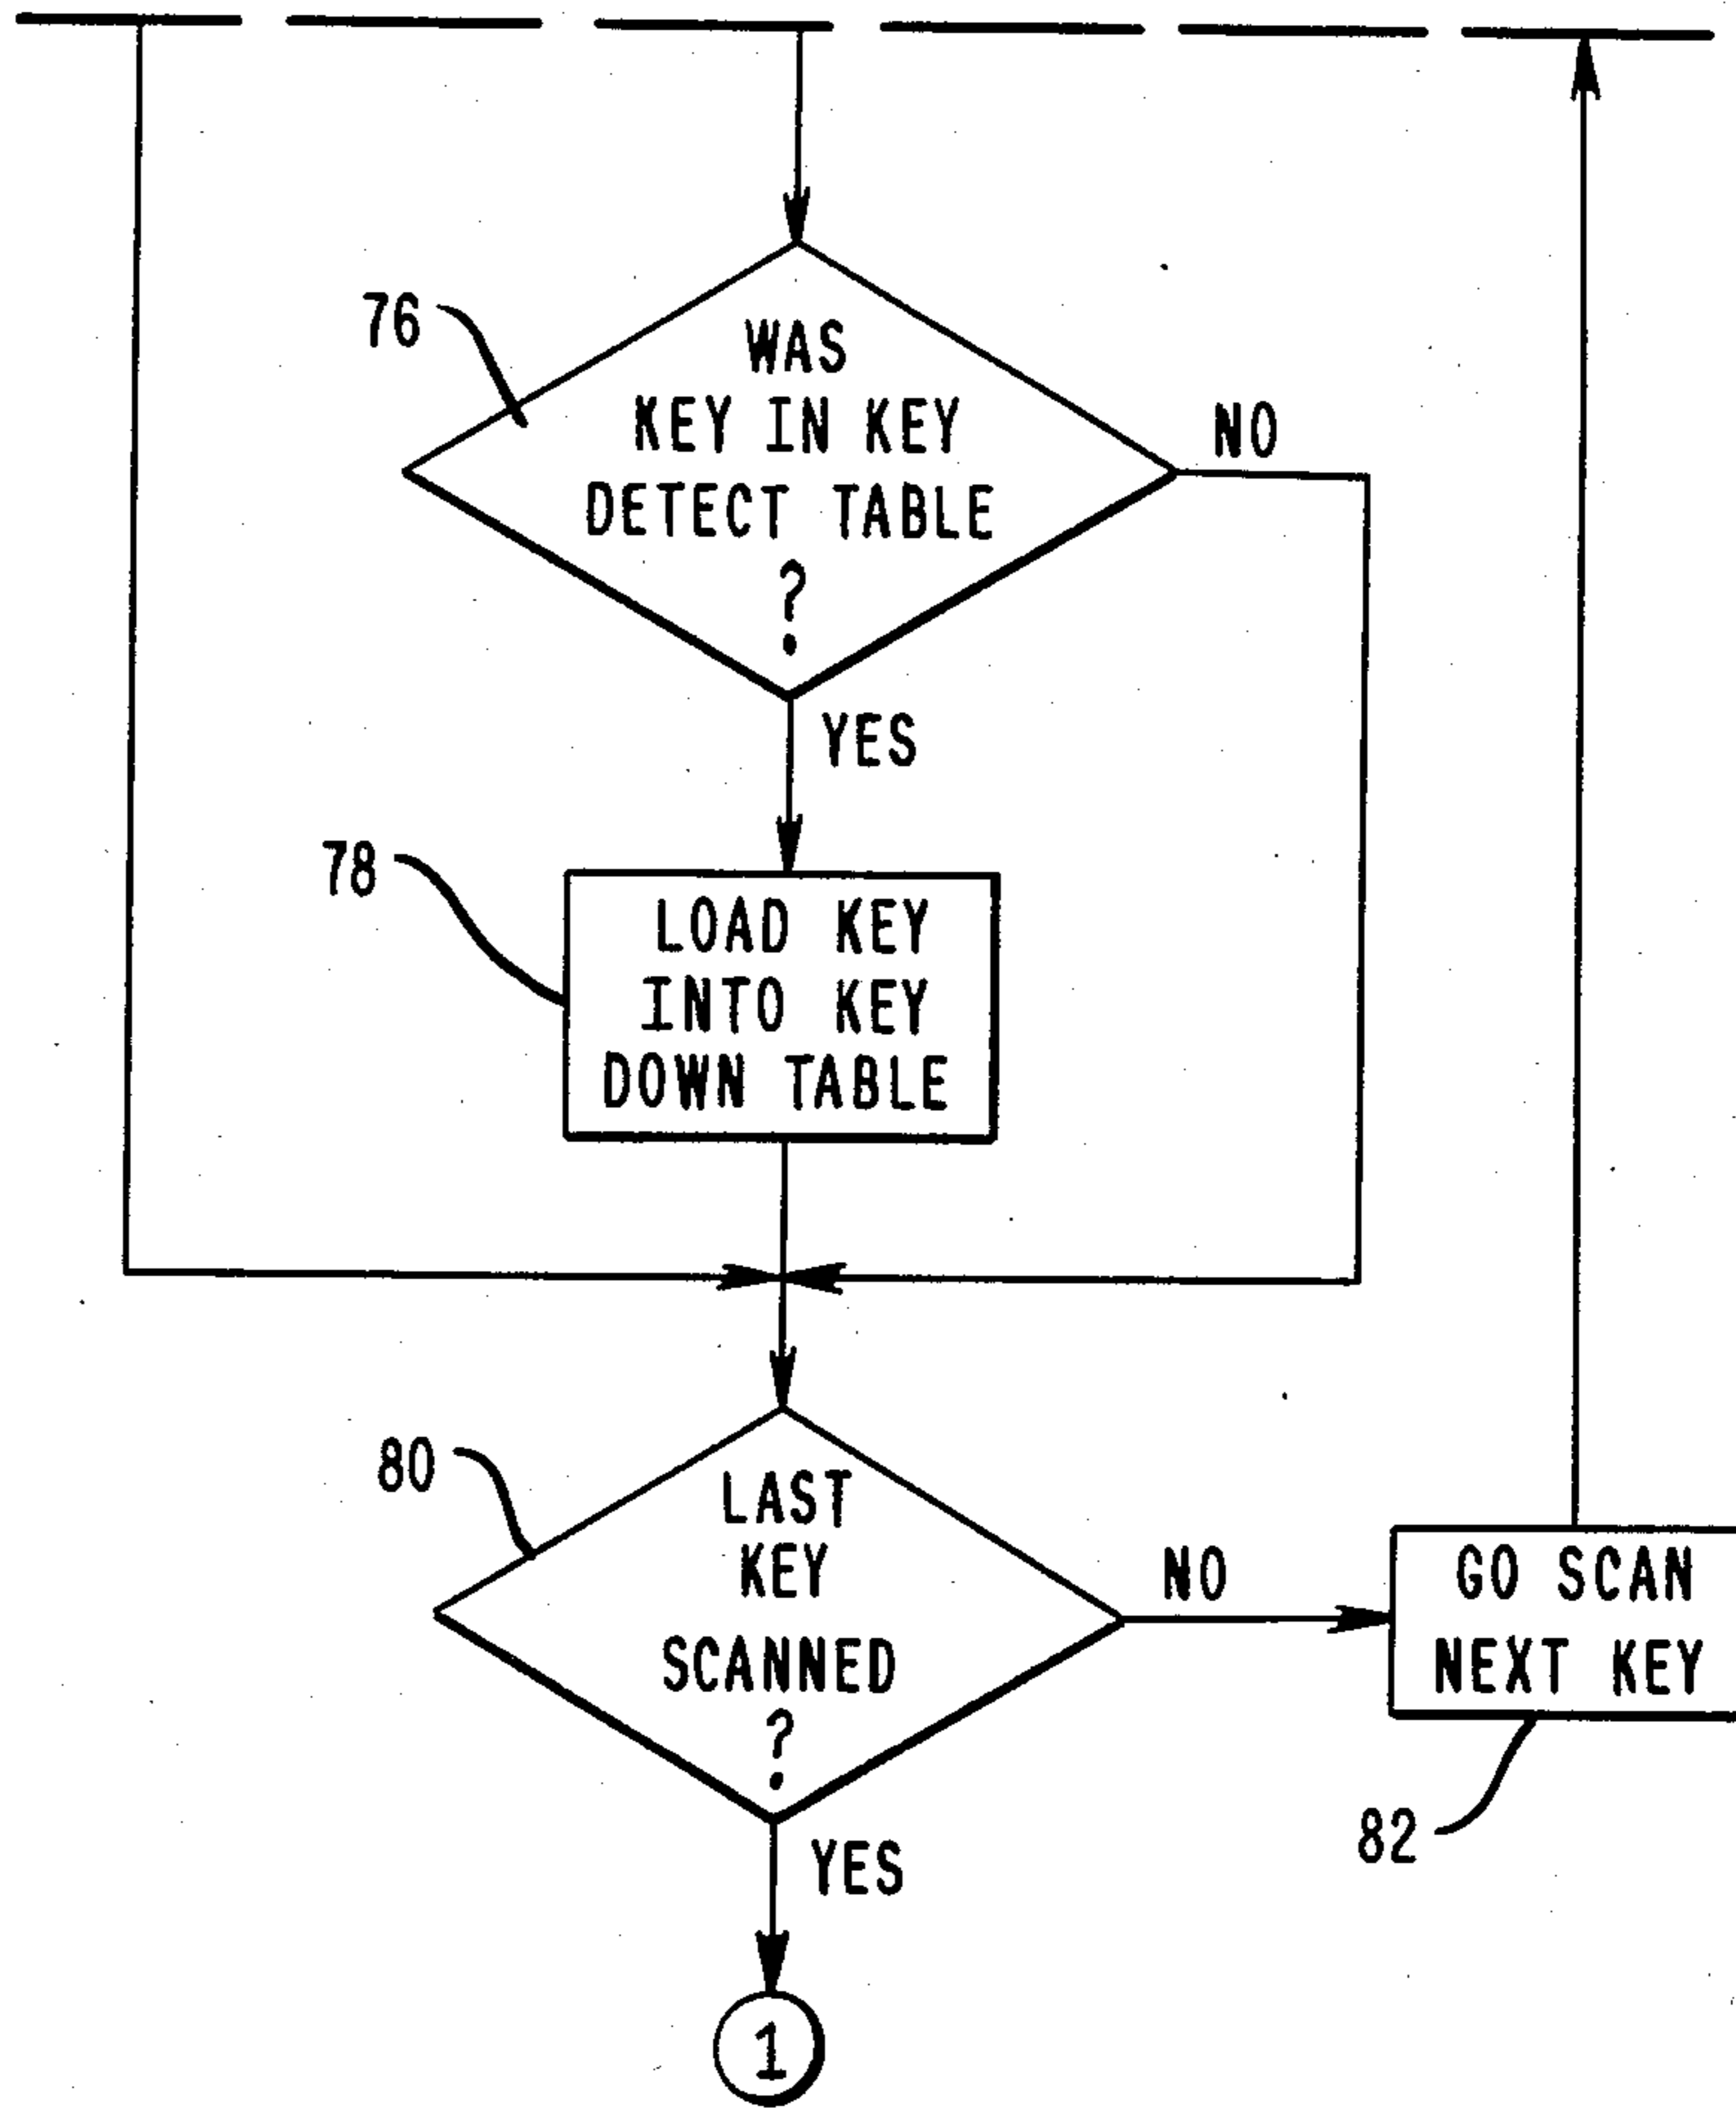 76
WAS
KEY IN KEY
DETECT TABLE
?
NO
YES
78
LOAD KEY
INTO KEY
DOWN TABLE
80
LAST
KEY
SCANNED
?
NO
GO SCAN
NEXT KEY
82
YES
1